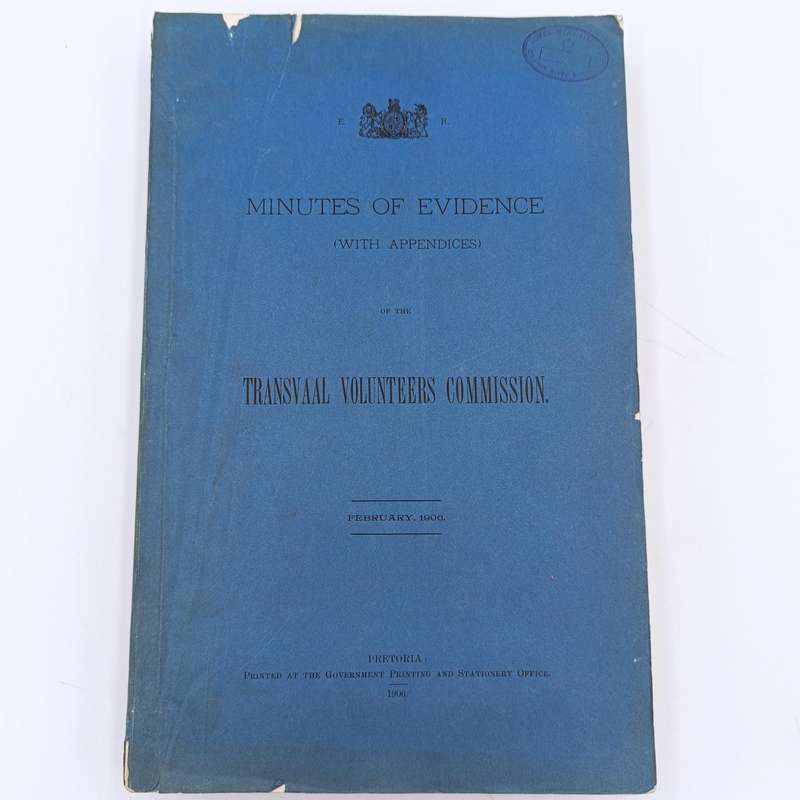 E. R.
MINUTES OF EVIDENCE
(WITH APPENDICES)
OF THE
TRANSVAAL VOLUNTEERS COMMISSION.
FEBRUARY, 1906.
PRETORIA:
PRINTED AT THE GOVERNMENT PRINTING AND STATIONERY OFFICE.
1906.